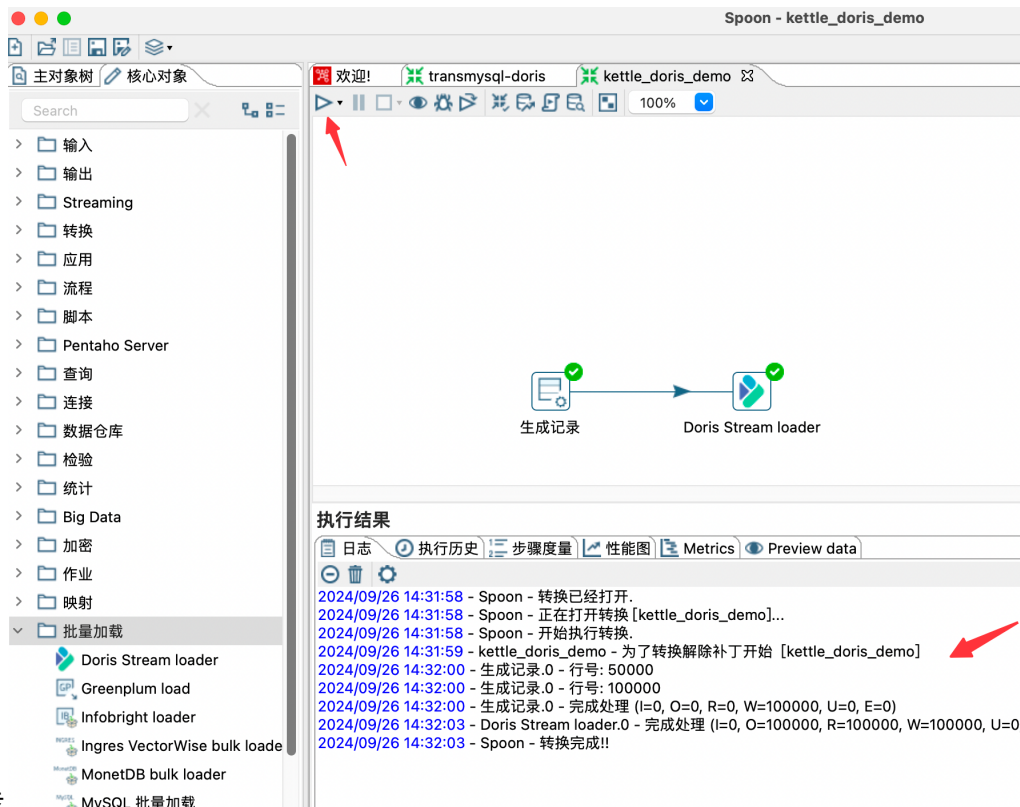 Spoon - kettle_doris_demo
主对象树
核心对象
欢迎!
transmysql-doris
kettle_doris_demo
Search
100%
输入
输出
Streaming
转换
应用
流程
脚本
Pentaho Server
查询
连接
数据仓库
检验
统计
Big Data
加密
作业
映射
批量加载
Doris Stream loader
Greenplum load
Infobright loader
Ingres VectorWise bulk loade
MonetDB bulk loader
MySQL 批量加载
生成记录
Doris Stream loader
执行结果
日志
执行历史
步骤度量
性能图
Metrics
Preview data
2024/09/26 14:31:58 - Spoon - 转换已经打开.
2024/09/26 14:31:58 - Spoon - 正在打开转换 [kettle_doris_demo]...
2024/09/26 14:31:58 - Spoon - 开始执行转换.
2024/09/26 14:31:59 - kettle_doris_demo - 为了转换解除补丁开始 [kettle_doris_demo]
2024/09/26 14:32:00 - 生成记录.0 - 行号: 50000
2024/09/26 14:32:00 - 生成记录.0 - 行号: 100000
2024/09/26 14:32:00 - 生成记录.0 - 完成处理 (I=0, O=0, R=0, W=100000, U=0, E=0)
2024/09/26 14:32:03 - Doris Stream loader.0 - 完成处理 (I=0, O=100000, R=100000, W=100000, U=0
2024/09/26 14:32:03 - Spoon - 转换完成!!